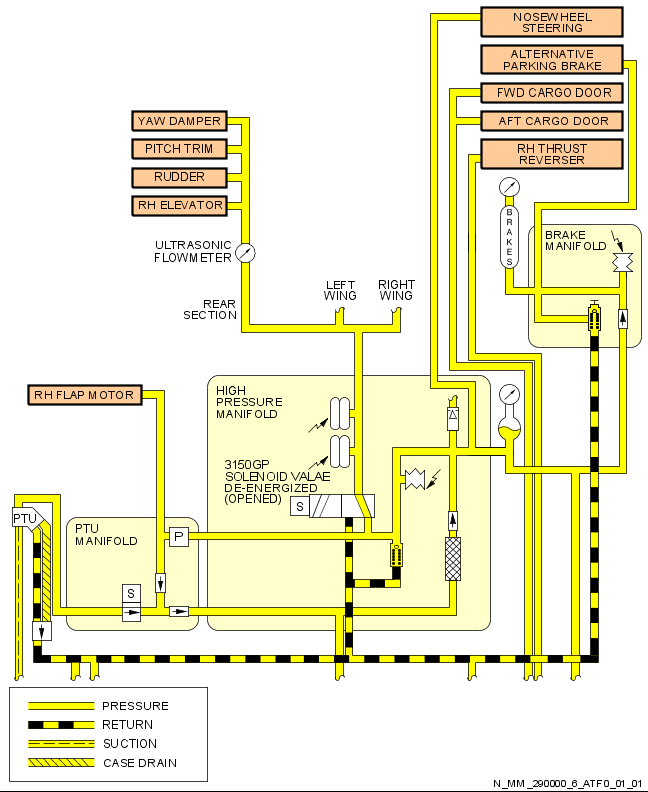 NOSEWHEEL
STEERING
ALTERNATIVE
PARKING BRAKE
FWD CARGO DOOR
AFT CARGO DOOR
RH THRUST
REVERSER
YAW DAMPER
PITCH TRIM
RUDDER
RH ELEVATOR
ULTRASONIC
FLOWMETER
REAR
SECTION
LEFT
WING
RIGHT
WING
BRAKES
BRAKE
MANIFOLD
RH FLAP MOTOR
HIGH
PRESSURE
MANIFOLD
3150GP
SOLENOID VALAE
DE-ENERGIZED
(OPENED)
S
PTU
PTU
MANIFOLD
P
S
PRESSURE
RETURN
SUCTION
CASE DRAIN
N_MM_290000_6_ATF0_01_01